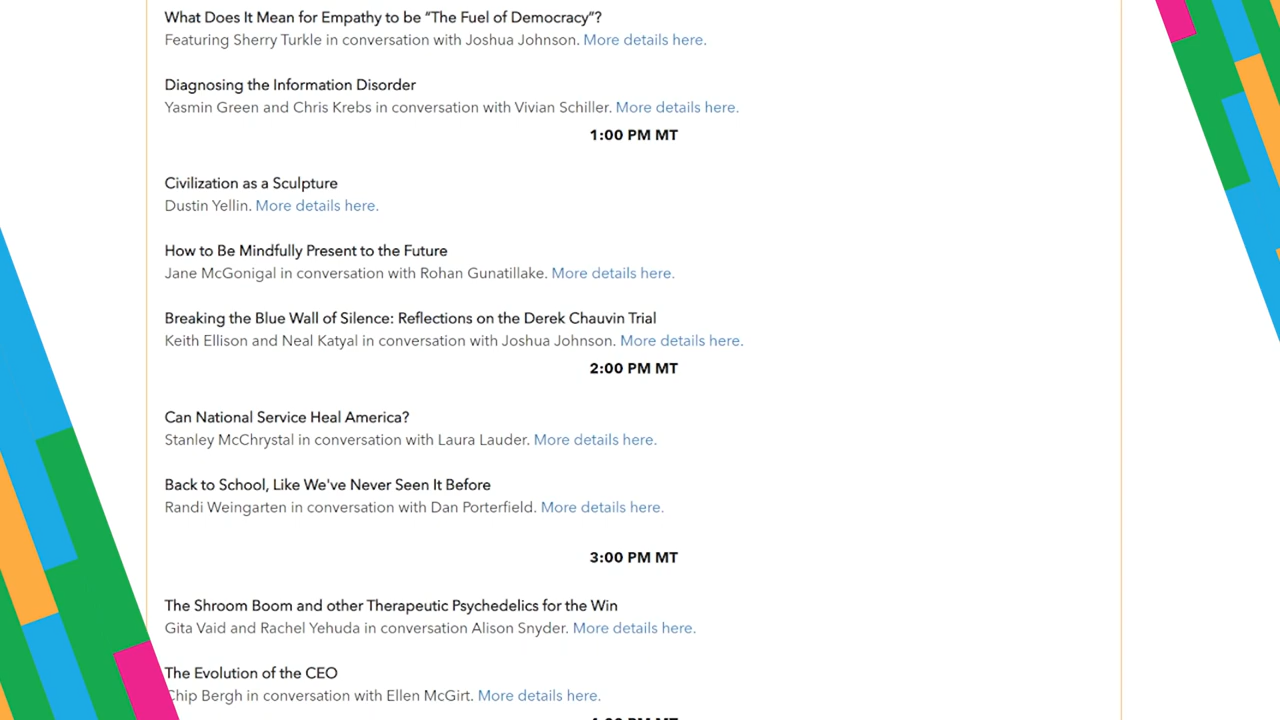 What Does It Mean for Empathy to be “The Fuel of Democracy”?
Featuring Sherry Turkle in conversation with Joshua Johnson. More details here.
Diagnosing the Information Disorder
Yasmin Green and Chris Krebs in conversation with Vivian Schiller. More details here.
1:00 PM MT
Civilization as a Sculpture
Dustin Yellin. More details here.
How to Be Mindfully Present to the Future
Jane McGonigal in conversation with Rohan Gunatillake. More details here.
Breaking the Blue Wall of Silence: Reflections on the Derek Chauvin Trial
Keith Ellison and Neal Katyal in conversation with Joshua Johnson. More details here.
2:00 PM MT
Can National Service Heal America?
Stanley McChrystal in conversation with Laura Lauder. More details here.
Back to School, Like We've Never Seen It Before
Randi Weingarten in conversation with Dan Porterfield. More details here.
3:00 PM MT
The Shroom Boom and other Therapeutic Psychedelics for the Win
Gita Vaid and Rachel Yehuda in conversation Alison Snyder. More details here.
The Evolution of the CEO
Chip Bergh in conversation with Ellen McGirt. More details here.